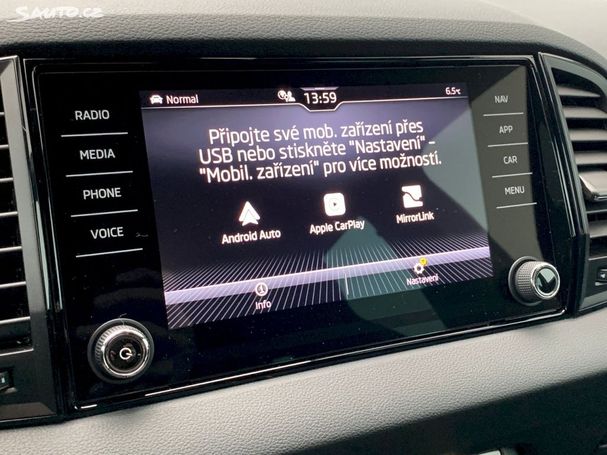 Sauto.cz
Normal 13:59 6.5°C
RADIO
MEDIA
PHONE
VOICE
Připojte své mob. zařízení přes
USB nebo stiskněte "Nastavení" -
"Mobil. zařízení" pro více možností.
Android Auto Apple CarPlay MirrorLink
Info Nastavení
NAV
APP
CAR
MENU